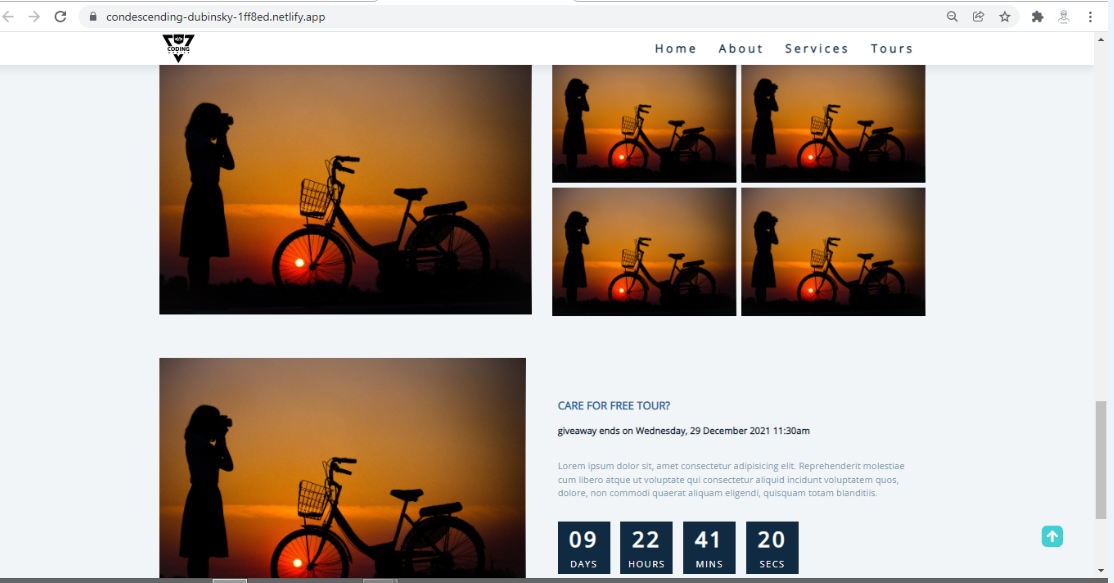 condescending-dubinsky-1ff8ed.netlify.app
CODING
Home About Services Tours
CARE FOR FREE TOUR?
giveaway ends on Wednesday, 29 December 2021 11:30am
Lorem ipsum dolor sit, amet consectetur adipisicing elit. Reprehenderit molestiae
cum libero atque ut voluptate qui consectetur aliquid incidunt voluptatem quos,
dolore, non commodi quaerat aliquam eligendi, quisquam totam blanditiis.
09 22 41 20
DAYS HOURS MINS SECS